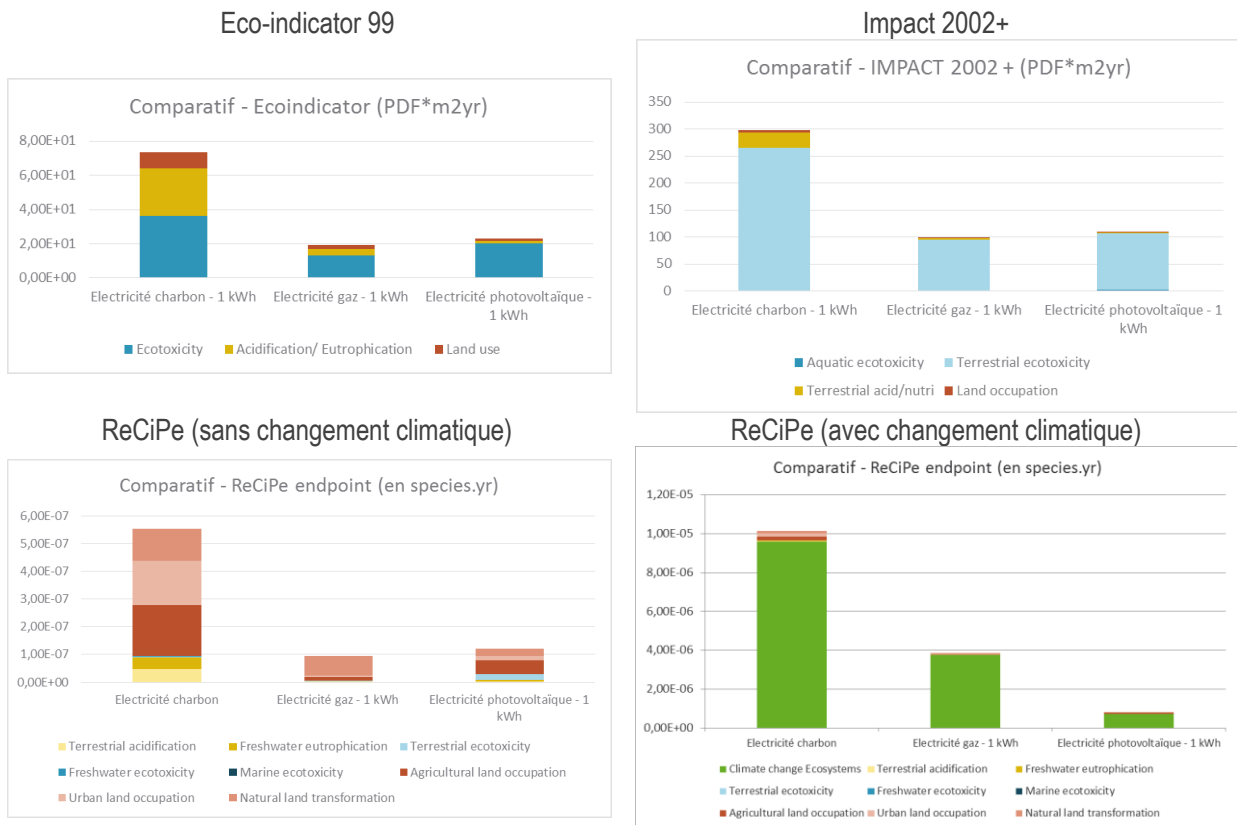 Eco-indicator 99
Comparatif - Ecoindicator (PDF*m2yr)
8,00E+01
6,00E+01
4,00E+01
2,00E+01
0,00E+00
Electricité charbon - 1 kWh
Electricité gaz - 1 kWh
Electricité photovoltaïque -
1 kWh
Ecotoxicity
Acidification/ Eutrophication
Land use
Impact 2002+
Comparatif - IMPACT 2002 + (PDF*m2yr)
350
300
250
200
150
100
50
0
Electricité charbon - 1 kWh
Electricité gaz - 1 kWh
Electricité photovoltaïque - 1
kWh
Aquatic ecotoxicity
Terrestrial ecotoxicity
Terrestrial acid/nutri
Land occupation
ReCiPe (sans changement climatique)
Comparatif - ReCiPe endpoint (en species.yr)
6,00E-07
5,00E-07
4,00E-07
3,00E-07
2,00E-07
1,00E-07
0,00E+00
Electricité charbon
Electricité gaz - 1 kWh
Electricité photovoltaïque - 1
kWh
Terrestrial acidification
Freshwater eutrophication
Terrestrial ecotoxicity
Freshwater ecotoxicity
Marine ecotoxicity
Agricultural land occupation
Urban land occupation
Natural land transformation
ReCiPe (avec changement climatique)
Comparatif - ReCiPe endpoint (en species.yr)
1,20E-05
1,00E-05
8,00E-06
6,00E-06
4,00E-06
2,00E-06
0,00E+00
Electricité charbon
Electricité gaz - 1 kWh
Electricité photovoltaïque - 1 kWh
Climate change Ecosystems
Terrestrial acidification
Freshwater eutrophication
Terrestrial ecotoxicity
Freshwater ecotoxicity
Marine ecotoxicity
Agricultural land occupation
Urban land occupation
Natural land transformation